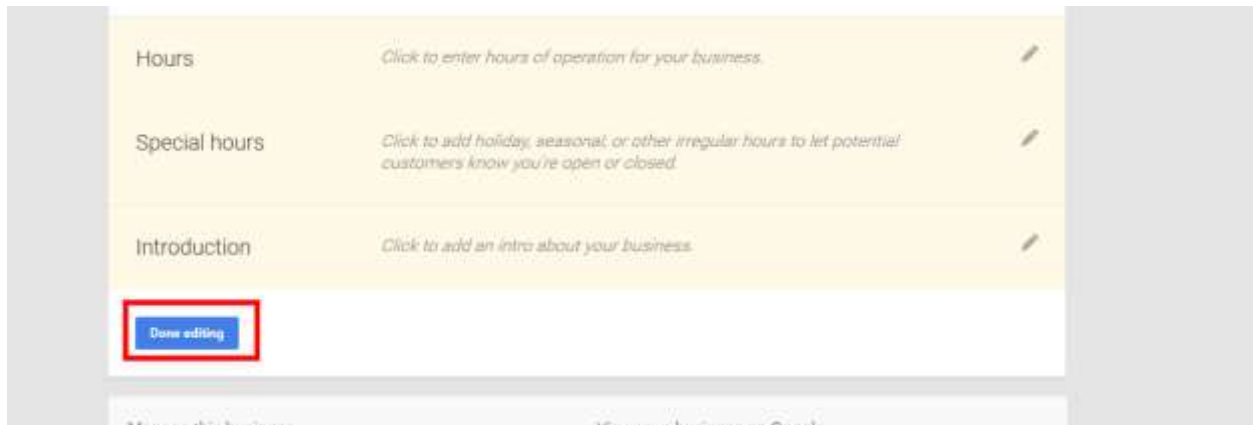 Hours
Click to enter hours of operation for your business.
Special hours
Click to add holiday, seasonal, or other irregular hours to let potential
customers know you're open or closed.
Introduction
Click to add an intro about your business.
Done editing